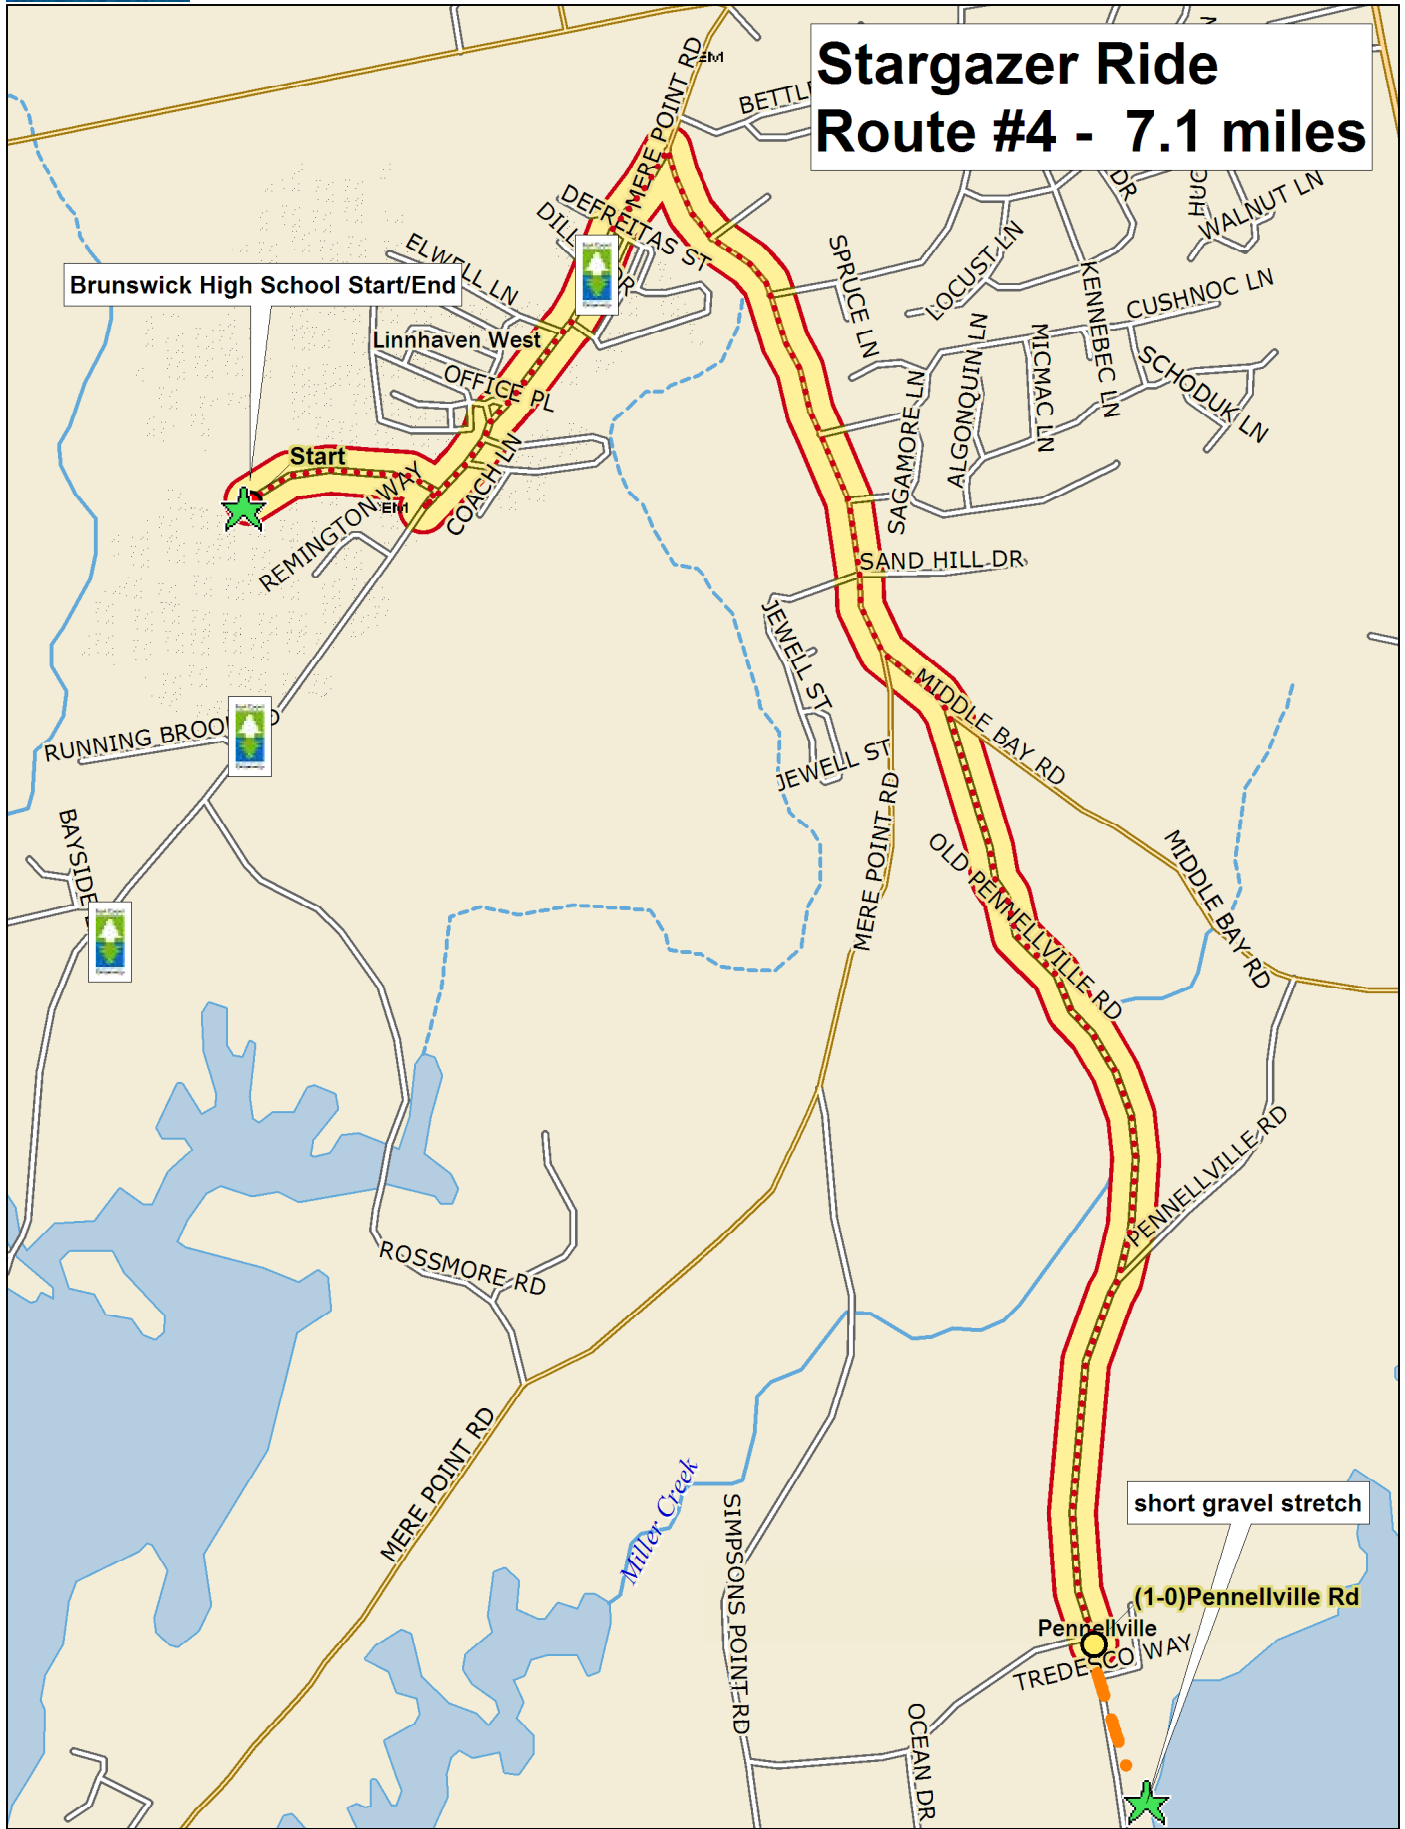 Stargazer Ride
Route #4 - 7.1 miles
MERE POINT RD
DEFREITAS ST
ELWELL LN
Brunswick High School Start/End
Linnhaven West
OFFICE PL
Start
REMINGTON WAY
COACH LN
SPRUCE LN
LOCUST LN
WALNUT LN
KENNEBEC LN
CUSHNOC LN
SCHODUK LN
MICMAC LN
ALGONQUIN LN
SAGAMORE LN
DR
SAND HILL DR
JEWELL ST
JEWELL ST
MIDDLE BAY RD
MIDDLE BAY RD
MERE POINT RD
OLD PENNELLVILLE RD
PENNELLVILLE RD
RUNNING BROO
BAYSIDE
ROSSMORE RD
MERE POINT RD
Miller Creek
SIMPSONS POINT RD
short gravel stretch
(1-0)Pennellville Rd
Pennellville
TREDESCO WAY
OCEAN DR